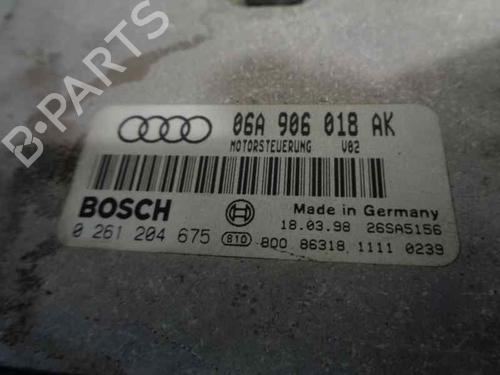 06A 906 018 AK
MOTORSTEUERUNG V02
BOSCH
Made in Germany
18.03.98 26SA5156
0 261 204 675 810 8Q0 86318 1111 0239
B-PARTS